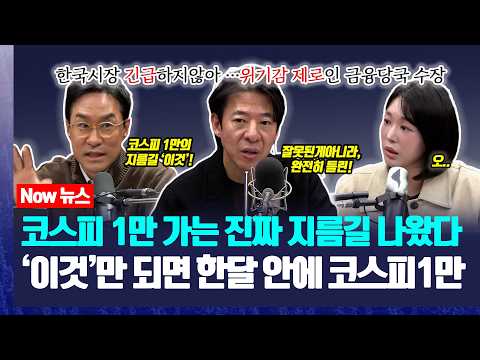 한국시장 긴급하지않아 …위기감 제로인 금융당국 수장
코스피 1만의
지름길 '이것'!
잘못된게아니라,
완전히 틀린!
오..
Now 뉴스
코스피 1만 가는 진짜 지름길 나왔다
'이것'만 되면 한달 안에 코스피1만